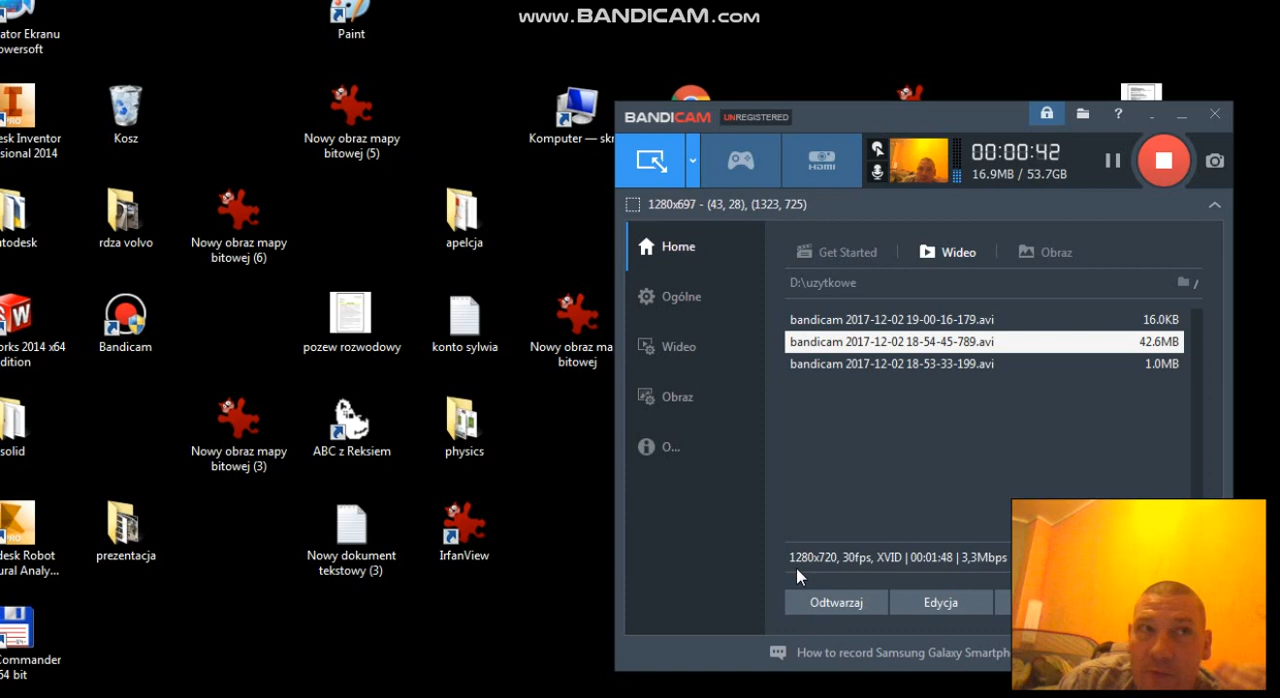 www.BANDICAM.com
ator Ekranu
owersoft
Paint
desk Inventor
sional 2014
Kosz
Nowy obraz mapy
bitowej (5)
Komputer — skr
utodesk
rdza volvo
Nowy obraz mapy
bitowej (6)
apelcja
orks 2014 x64
dition
Bandicam
pozew rozwodowy
konto sylwia
Nowy obraz ma
bitowej
solid
Nowy obraz mapy
bitowej (3)
ABC z Reksiem
physics
desk Robot
ural Analy...
prezentacja
Nowy dokument
tekstowy (3)
IrfanView
Commander
64 bit
BANDICAM UNREGISTERED
HDMI
00:00:42
16.9MB / 53.7GB
1280x697 - (43, 28), (1323, 725)
Home
Ogólne
Wideo
Obraz
O...
Get Started
Wideo
Obraz
D:\uzytkowe
bandicam 2017-12-02 19-00-16-179.avi 16.0KB
bandicam 2017-12-02 18-54-45-789.avi 42.6MB
bandicam 2017-12-02 18-53-33-199.avi 1.0MB
1280x720, 30fps, XVID | 00:01:48 | 3,3Mbps
Odtwarzaj
Edycja
How to record Samsung Galaxy Smartph